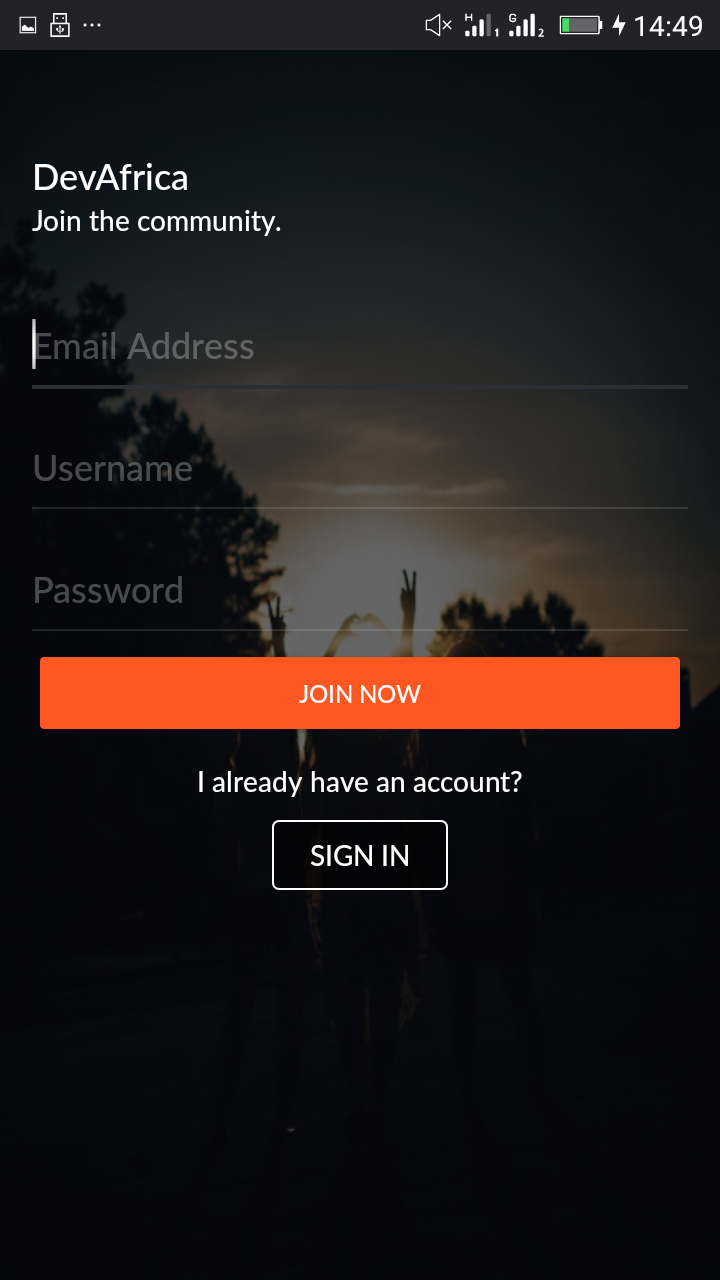 H 1 G 2 14:49
DevAfrica
Join the community.
Email Address
Username
Password
JOIN NOW
I already have an account?
SIGN IN